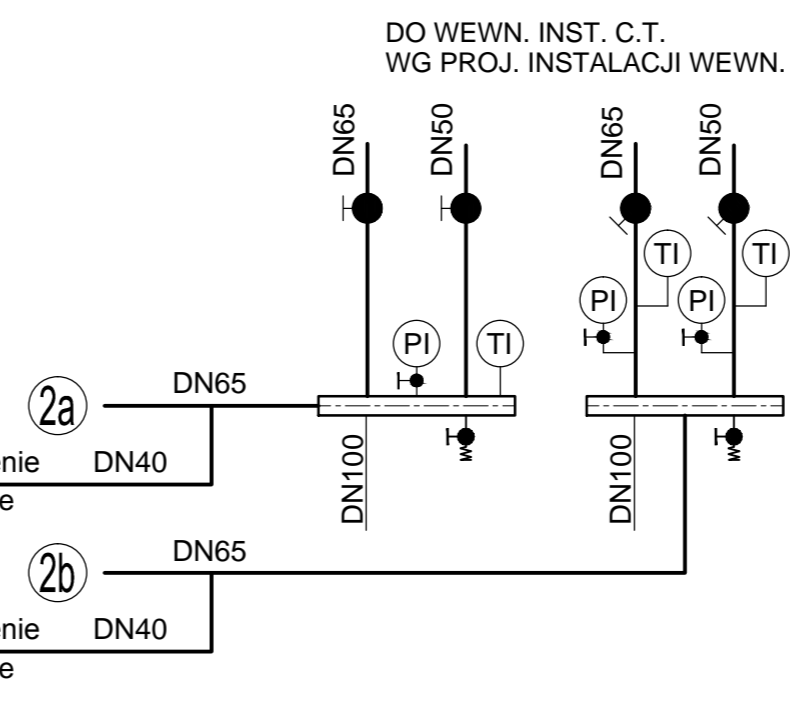 DO WEWN. INST. C.T.
WG PROJ. INSTALACJI WEWN.
DN65
DN50
DN65
DN50
TI
TI
PI
PI
PI
TI
2a
DN65
DN40
DN100
DN100
2b
DN65
DN40